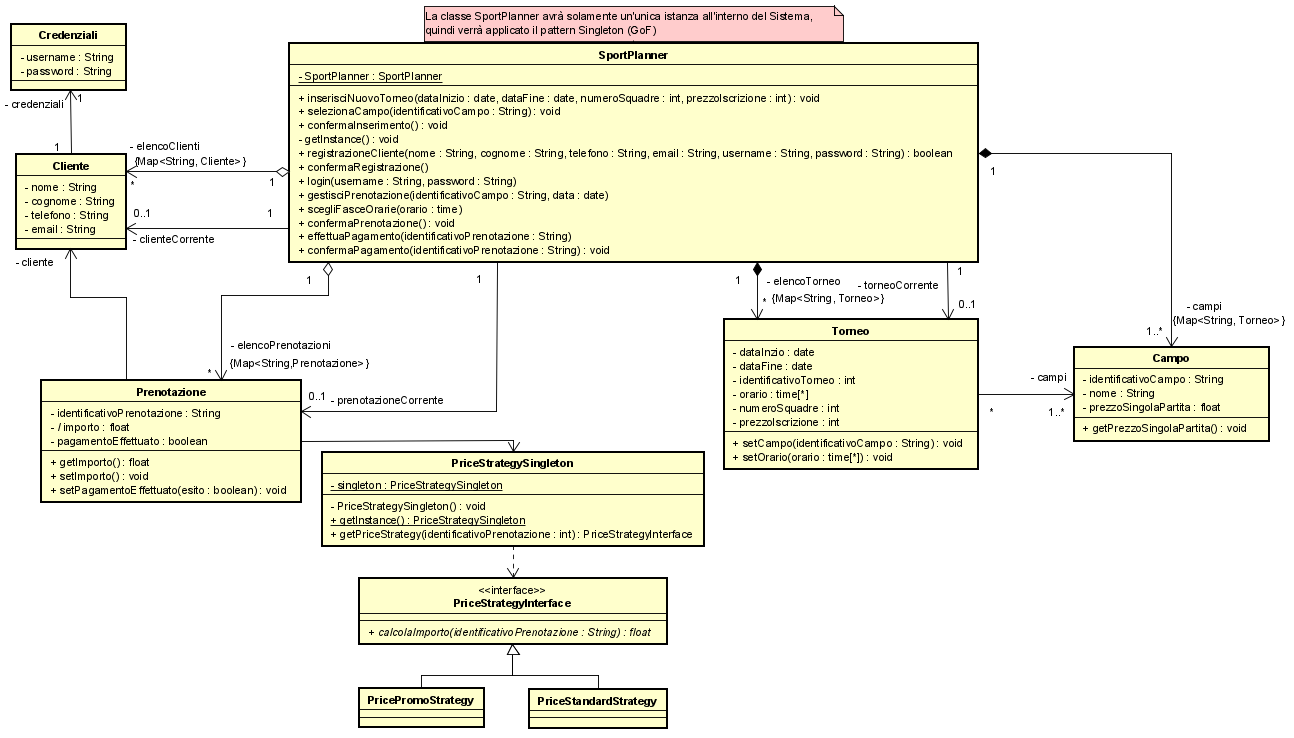 La classe SportPlanner avrà solamente un'unica istanza all'interno del Sistema,
quindi verrà applicato il pattern Singleton (GoF)
Credenziali
- username : String
- password : String
- credenziali
1
1
Cliente
- nome : String
- cognome : String
- telefono : String
- email : String
- elencoClienti
{Map<String, Cliente>}
*
1
0..1
1
- clienteCorrente
- cliente
SportPlanner
- SportPlanner : SportPlanner
+ inserisciNuovoTorneo(dataInizio : date, dataFine : date, numeroSquadre : int, prezzoIscrizione : int) : void
+ selezionaCampo(identificativoCampo : String) : void
+ confermaInserimento() : void
- getInstance() : void
+ registrazioneCliente(nome : String, cognome : String, telefono : String, email : String, username : String, password : String) : boolean
+ confermaRegistrazione()
+ login(username : String, password : String)
+ gestisciPrenotazione(identificativoCampo : String, data : date)
+ scegliFasceOrarie(orario : time)
+ confermaPrenotazione() : void
+ effettuaPagamento(identificativoPrenotazione : String)
+ confermaPagamento(identificativoPrenotazione : String) : void
1
1
- elencoPrenotazioni
{Map<String,Prenotazione>}
*
1
0..1
- prenotazioneCorrente
1
- elencoTorneo
{Map<String, Torneo>}
*
- torneoCorrente
1
0..1
- campi
{Map<String, Torneo>}
1..*
Prenotazione
- identificativoPrenotazione : String
- / importo : float
- pagamentoEffettuato : boolean
+ getImporto() : float
+ setImporto() : void
+ setPagamentoEffettuato(esito : boolean) : void
Torneo
- dataInzio : date
- dataFine : date
- identificativoTorneo : int
- orario : time[*]
- numeroSquadre : int
- prezzoIscrizione : int
+ setCampo(identificativoCampo : String) : void
+ setOrario(orario : time[*]) : void
- campi
*
1..*
Campo
- identificativoCampo : String
- nome : String
- prezzoSingolaPartita : float
+ getPrezzoSingolaPartita() : void
PriceStrategySingleton
- singleton : PriceStrategySingleton
- PriceStrategySingleton() : void
+ getInstance() : PriceStrategySingleton
+ getPriceStrategy(identificativoPrenotazione : int) : PriceStrategyInterface
<<interface>>
PriceStrategyInterface
+ calcolaImporto(identificativoPrenotazione : String) : float
PricePromoStrategy
PriceStandardStrategy